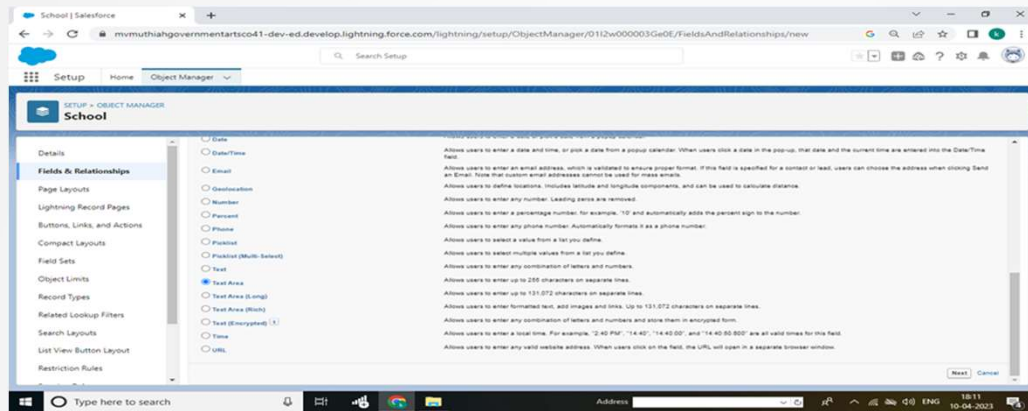 School | Salesforce
mvmuthiahgovernmentartsco41-dev-ed.develop.lightning.force.com/lightning/setup/ObjectManager/01I2w000003Ge0E/FieldsAndRelationships/new
Search Setup
Setup Home Object Manager
SETUP > OBJECT MANAGER
School
Details
Fields & Relationships
Page Layouts
Lightning Record Pages
Buttons, Links, and Actions
Compact Layouts
Field Sets
Object Limits
Record Types
Related Lookup Filters
Search Layouts
List View Button Layout
Restriction Rules
Date
Date/Time Allows users to enter a date and time, or pick a date from a popup calendar. When users click a date in the pop-up, that date and the current time are entered into the Date/Time
field.
Email Allows users to enter an email address, which is validated to ensure proper format. If this field is specified for a contact or lead, users can choose the address when clicking Send
an Email. Note that custom email addresses cannot be used for mass emails.
Geolocation Allows users to define locations. Includes latitude and longitude components, and can be used to calculate distance.
Number Allows users to enter any number. Leading zeros are removed.
Percent Allows users to enter a percentage number, for example, '10' and automatically adds the percent sign to the number.
Phone Allows users to enter any phone number. Automatically formats it as a phone number.
Picklist Allows users to select a value from a list you define.
Picklist (Multi-Select) Allows users to select multiple values from a list you define.
Text Allows users to enter any combination of letters and numbers.
Text Area Allows users to enter up to 255 characters on separate lines.
Text Area (Long) Allows users to enter up to 131,072 characters on separate lines.
Text Area (Rich) Allows users to enter formatted text, add images and links. Up to 131,072 characters on separate lines.
Text (Encrypted) Allows users to enter any combination of letters and numbers and store them in encrypted form.
Time Allows users to enter a local time. For example, "2:40 PM", "14:40", "14:40:00", and "14:40:50.600" are all valid times for this field.
URL Allows users to enter any valid website address. When users click on the field, the URL will open in a separate browser window.
Next Cancel
Type here to search
Address
ENG
18:11
10-04-2023